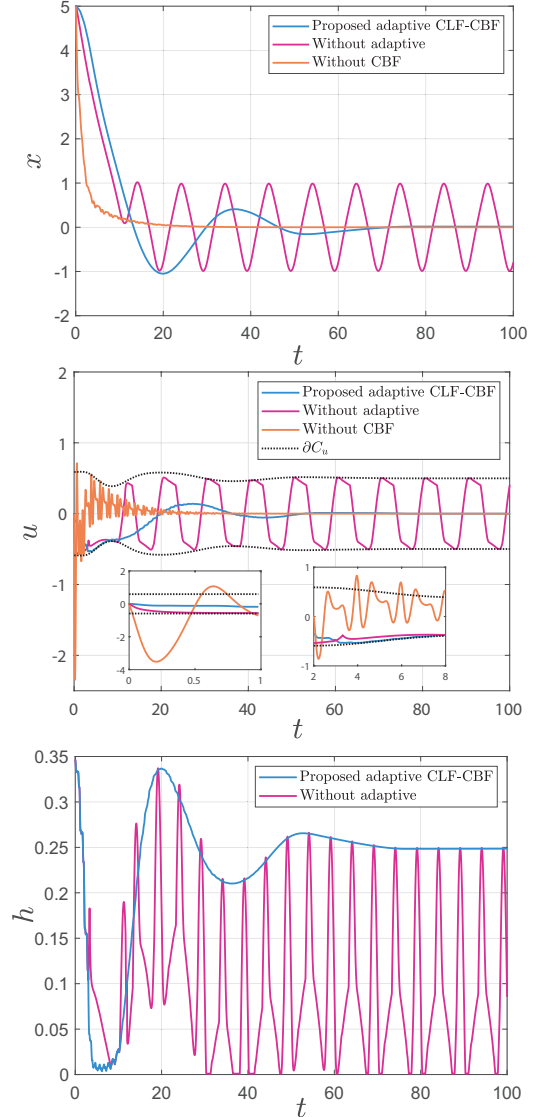 5
4
3
2
1
0
-1
-2
x
Proposed adaptive CLF-CBF
Without adaptive
Without CBF
0 20 40 60 80 100
t
2
1
0
-1
-2
u
Proposed adaptive CLF-CBF
Without adaptive
Without CBF
∂C_u
2
0
-2
-4
0 0.5 1
1
0
-1
2 4 6 8
0 20 40 60 80 100
t
0.35
0.3
0.25
0.2
0.15
0.1
0.05
0
h
Proposed adaptive CLF-CBF
Without adaptive
0 20 40 60 80 100
t